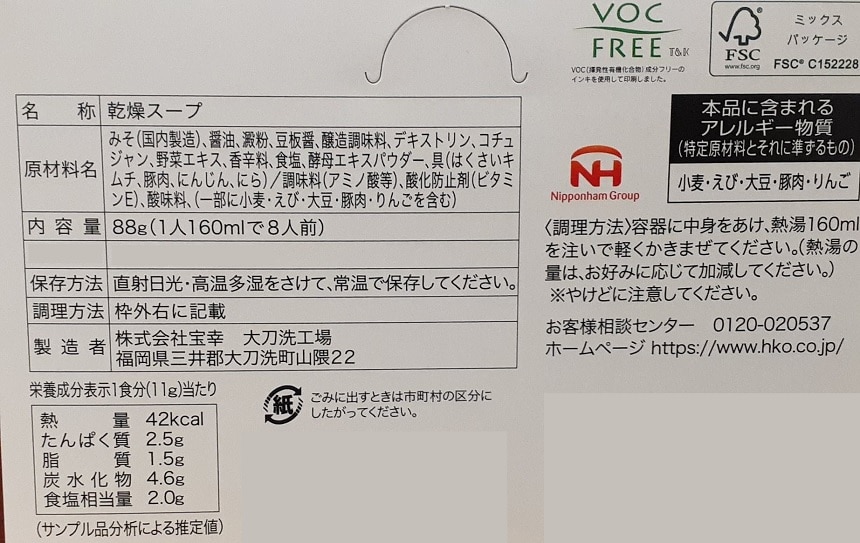 VOC
FREE T&K
VOC(揮発性有機化合物)成分フリーの
インキを使用して印刷しました。
FSC
www.fsc.org
ミックス
パッケージ
FSC® C152228
名 称 乾燥スープ
原材料名
みそ(国内製造)、醤油、澱粉、豆板醤、醸造調味料、デキストリン、コチュ
ジャン、野菜エキス、香辛料、食塩、酵母エキスパウダー、具(はくさいキ
ムチ、豚肉、にんじん、にら)/調味料(アミノ酸等)、酸化防止剤(ビタミ
ンE)、酸味料、(一部に小麦・えび・大豆・豚肉・りんごを含む)
内容量 88g(1人160mlで8人前)
保存方法 直射日光・高温多湿をさけて、常温で保存してください。
調理方法 枠外右に記載
製造者
株式会社宝幸 大刀洗工場
福岡県三井郡大刀洗町山隈22
NH
Nipponham Group
本品に含まれる
アレルギー物質
(特定原材料とそれに準ずるもの)
小麦・えび・大豆・豚肉・りんご
〈調理方法〉容器に中身をあけ、熱湯160ml
を注いで軽くかきまぜてください。(熱湯の
量は、お好みに応じて加減してください。)
※やけどに注意してください。
お客様相談センター 0120-020537
ホームページ https://www.hko.co.jp/
栄養成分表示1食分(11g)当たり
熱量 42kcal
たんぱく質 2.5g
脂質 1.5g
炭水化物 4.6g
食塩相当量 2.0g
(サンプル品分析による推定値)
紙
ごみに出すときは市町村の区分に
したがってください。